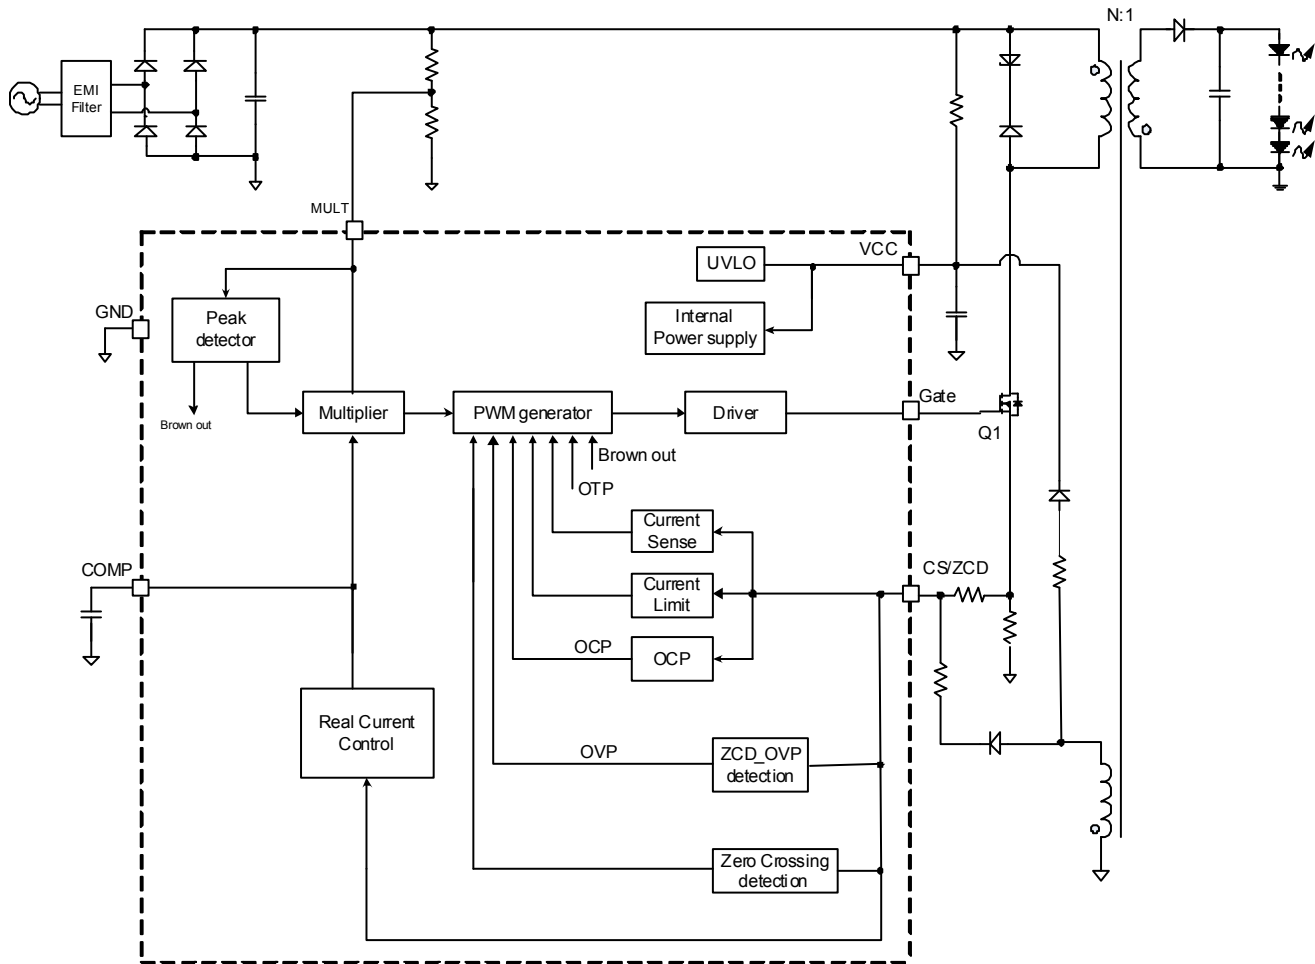 N:1
EMI
Filter
MULT
VCC
UVLO
GND
Peak
detector
Internal
Power supply
Gate
Multiplier
PWM generator
Driver
Brown out
Q1
Brown out
OTP
Current
Sense
COMP
CS/ZCD
Current
Limit
OCP
OCP
Real Current
Control
OVP
ZCD_OVP
detection
Zero Crossing
detection